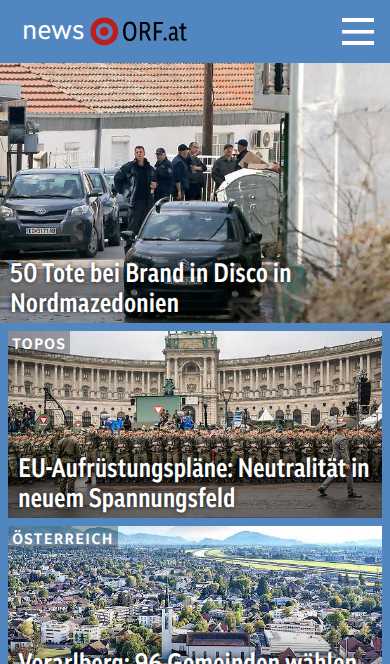 news ORF.at
50 Tote bei Brand in Disco in
Nordmazedonien
TOPOS
EU-Aufrüstungspläne: Neutralität in
neuem Spannungsfeld
ÖSTERREICH
Vorarlberg: 96 Gemeinden wählen